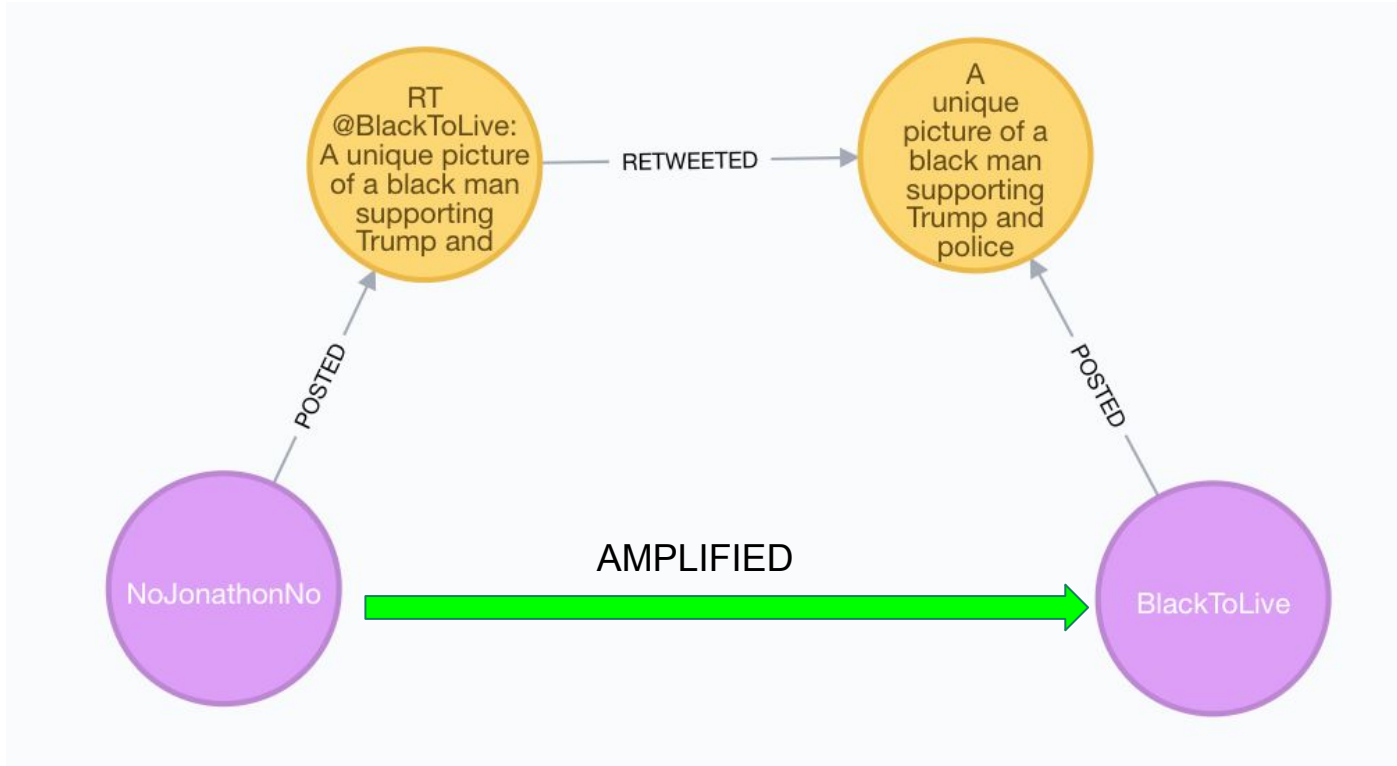 RT
@BlackToLive:
A unique picture
of a black man
supporting
Trump and
RETWEETED
A
unique
picture of a
black man
supporting
Trump and
police
POSTED
POSTED
AMPLIFIED
NoJonathonNo
BlackToLive